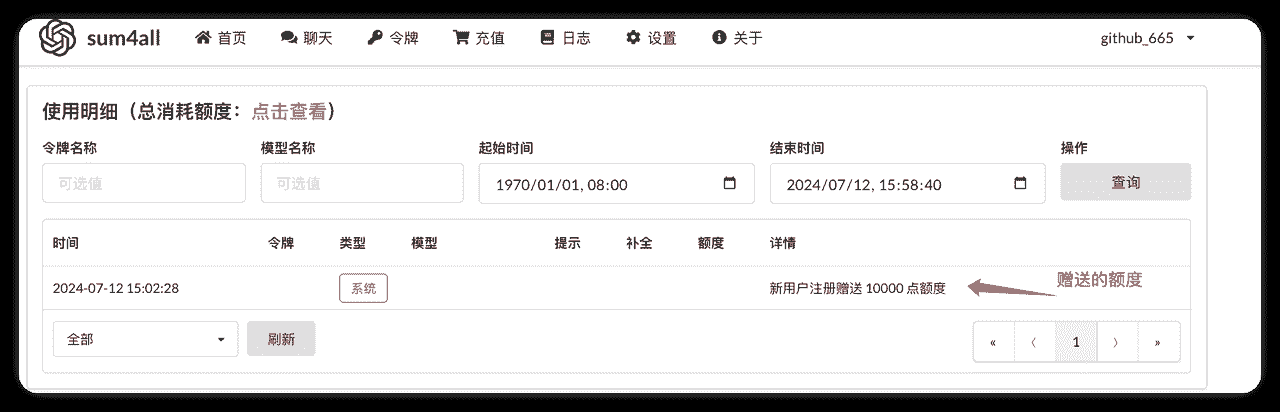 sum4all 首页 聊天 令牌 充值 日志 设置 关于 github_665
使用明细（总消耗额度：点击查看）
令牌名称 模型名称 起始时间 结束时间 操作
可选值 可选值 1970/01/01, 08:00 2024/07/12, 15:58:40 查询
时间 令牌 类型 模型 提示 补全 额度 详情
赠送的额度
2024-07-12 15:02:28 系统 新用户注册赠送 10000 点额度
全部 刷新 « 〈 1 〉 »